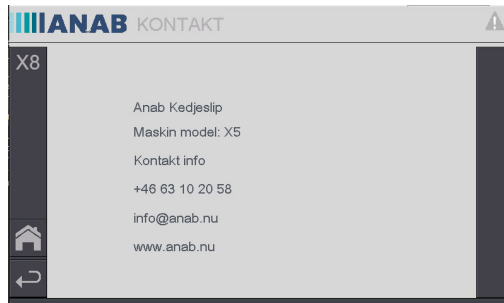 ANAB KONTAKT
X8
Anab Kedjeslip
Maskin model: X5
Kontakt info
+46 63 10 20 58
info@anab.nu
www.anab.nu